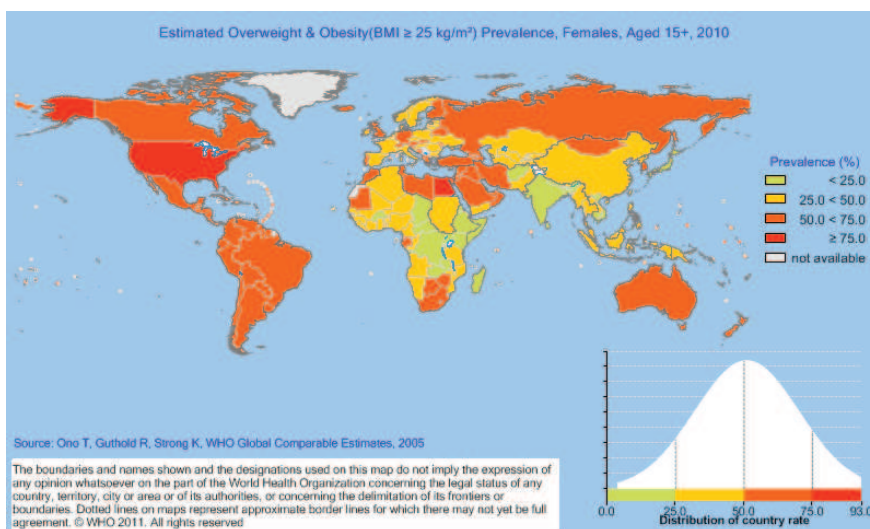 Estimated Overweight & Obesity(BMI ≥ 25 kg/m²) Prevalence, Females, Aged 15+, 2010
Prevalence (%)
< 25.0
25.0 < 50.0
50.0 < 75.0
≥ 75.0
not available
Source: Ono T, Guthold R, Strong K, WHO Global Comparable Estimates, 2005
The boundaries and names shown and the designations used on this map do not imply the expression of
any opinion whatsoever on the part of the World Health Organization concerning the legal status of any
country, territory, city or area or of its authorities, or concerning the delimitation of its frontiers or
boundaries. Dotted lines on maps represent approximate border lines for which there may not yet be full
agreement. © WHO 2011. All rights reserved
0.0 25.0 50.0 75.0 93.0
Distribution of country rate